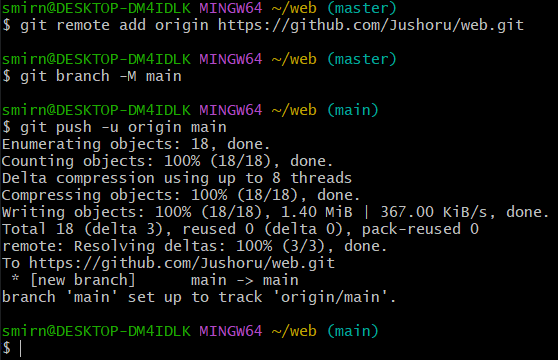 smirn@DESKTOP-DM4IDLK MINGW64 ~/web (master)
$ git remote add origin https://github.com/Jushoru/web.git
smirn@DESKTOP-DM4IDLK MINGW64 ~/web (master)
$ git branch -M main
smirn@DESKTOP-DM4IDLK MINGW64 ~/web (main)
$ git push -u origin main
Enumerating objects: 18, done.
Counting objects: 100% (18/18), done.
Delta compression using up to 8 threads
Compressing objects: 100% (18/18), done.
Writing objects: 100% (18/18), 1.40 MiB | 367.00 KiB/s, done.
Total 18 (delta 3), reused 0 (delta 0), pack-reused 0
remote: Resolving deltas: 100% (3/3), done.
To https://github.com/Jushoru/web.git
 * [new branch]      main -> main
branch 'main' set up to track 'origin/main'.
smirn@DESKTOP-DM4IDLK MINGW64 ~/web (main)
$